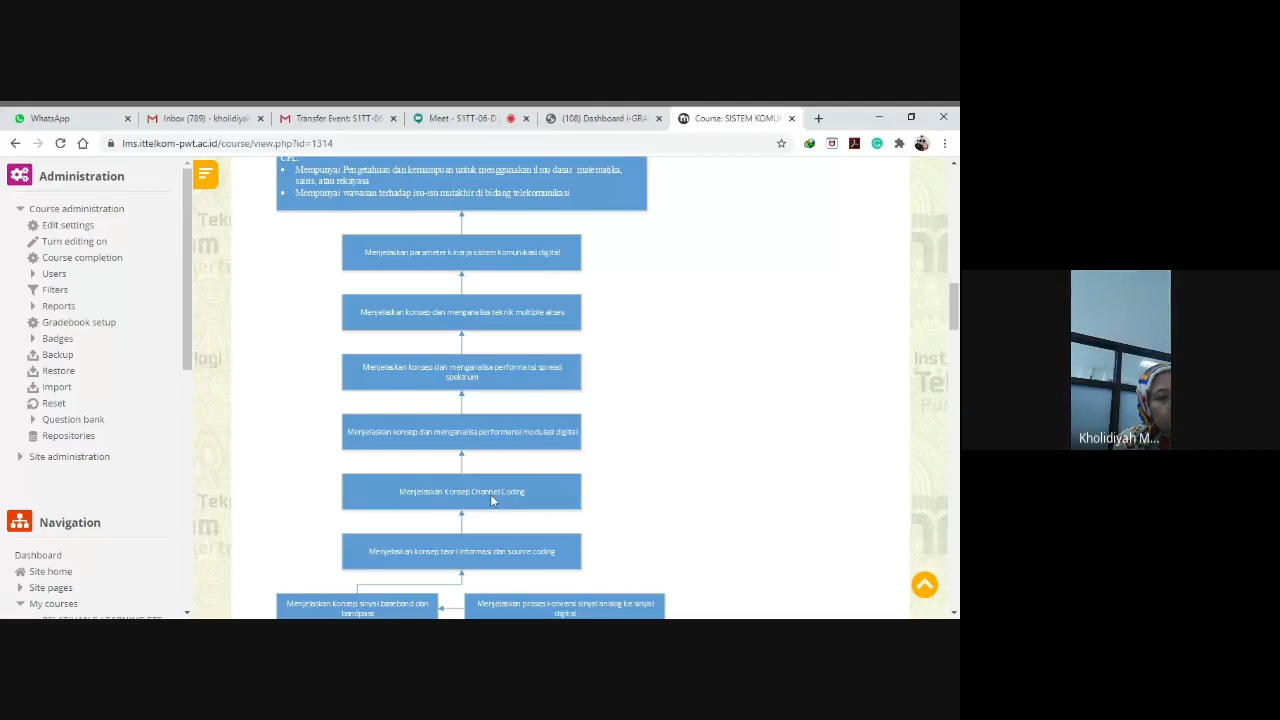 WhatsApp
Inbox (789) - kholidiyah
Transfer Event: S1TT-06
Meet - S1TT-06-D
(108) Dashboard i-GRA
Course: SISTEM KOMU
lms.ittelkom-pwt.ac.id/course/view.php?id=1314
Administration
Course administration
Edit settings
Turn editing on
Course completion
Users
Filters
Reports
Gradebook setup
Badges
Backup
Restore
Import
Reset
Question bank
Repositories
Site administration
Navigation
Dashboard
Site home
Site pages
My courses
CPL:
• Mempunyai Pengetahuan dan kemampuan untuk menggunakan ilmu dasar matematika,
sains, atau rekayasa
• Mempunyai wawasan terhadap isu-isu mutakhir di bidang telekomunikasi
Menjelaskan parameter kinerja sistem komunikasi digital
Menjelaskan konsep dan menganalisa teknik multiple akses
Menjelaskan konsep dan menganalisa performansi spread
spektrum
Menjelaskan konsep dan menganalisa performansi modulasi digital
Menjelaskan Konsep Channel Coding
Menjelaskan konsep teori informasi dan source coding
Menjelaskan konsep sinyal baseband dan
bandpass
Menjelaskan proses konversi sinyal analog ke sinyal
digital
Kholidiyah M...